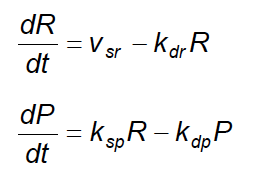 dR/dt = v_sr − k_dr R
dP/dt = k_sp R − k_dp P